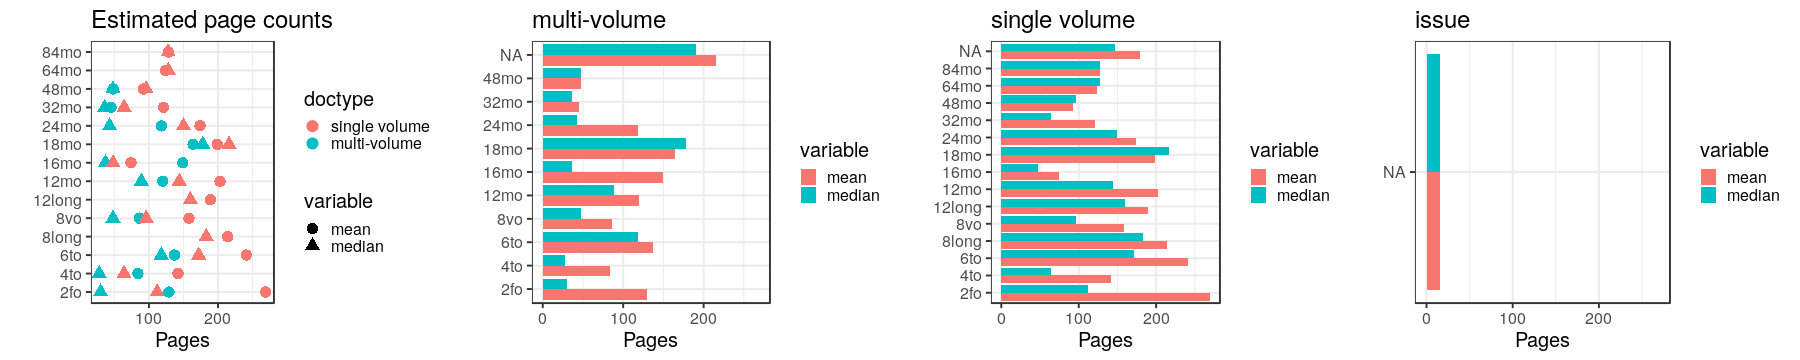 Estimated page counts
84mo
64mo
48mo
32mo
24mo
18mo
16mo
12mo
12long
8vo
8long
6to
4to
2fo
100 200
Pages
doctype
single volume
multi-volume
variable
mean
median
multi-volume
NA
48mo
32mo
24mo
18mo
16mo
12mo
8vo
6to
4to
2fo
0 100 200
Pages
variable
mean
median
single volume
NA
84mo
64mo
48mo
32mo
24mo
18mo
16mo
12mo
12long
8vo
8long
6to
4to
2fo
0 100 200
Pages
variable
mean
median
issue
NA
0 100 200
Pages
variable
mean
median